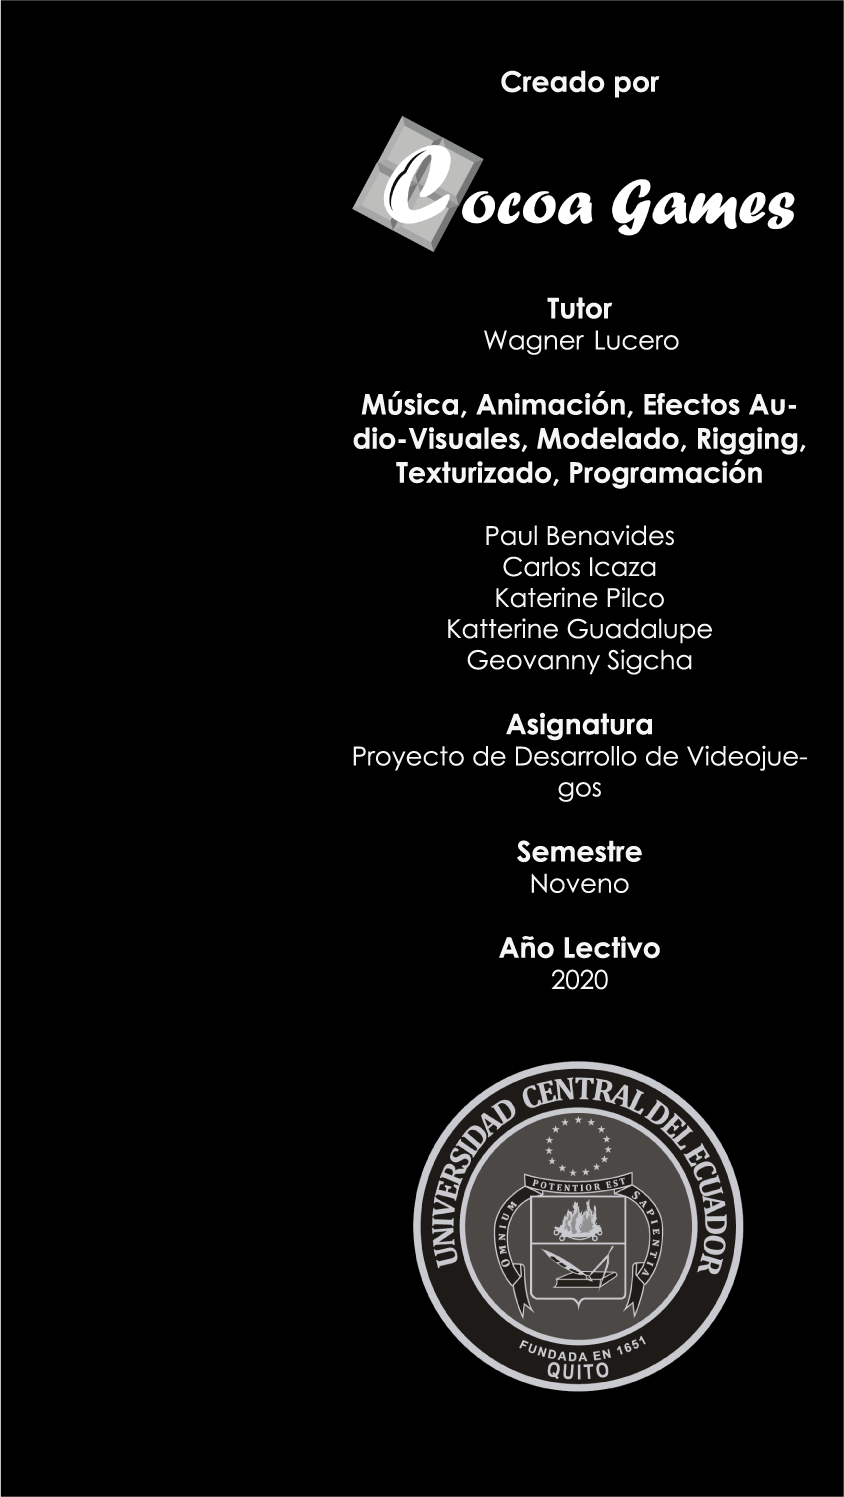 Creado por
Cocoa Games
Tutor
Wagner Lucero
Música, Animación, Efectos Au-
dio-Visuales, Modelado, Rigging,
Texturizado, Programación
Paul Benavides
Carlos Icaza
Katerine Pilco
Katterine Guadalupe
Geovanny Sigcha
Asignatura
Proyecto de Desarrollo de Videojue-
gos
Semestre
Noveno
Año Lectivo
2020
UNIVERSIDAD CENTRAL DEL ECUADOR
OMNIUM POTENTIOR EST SAPIENTIA
FUNDADA EN 1651
QUITO